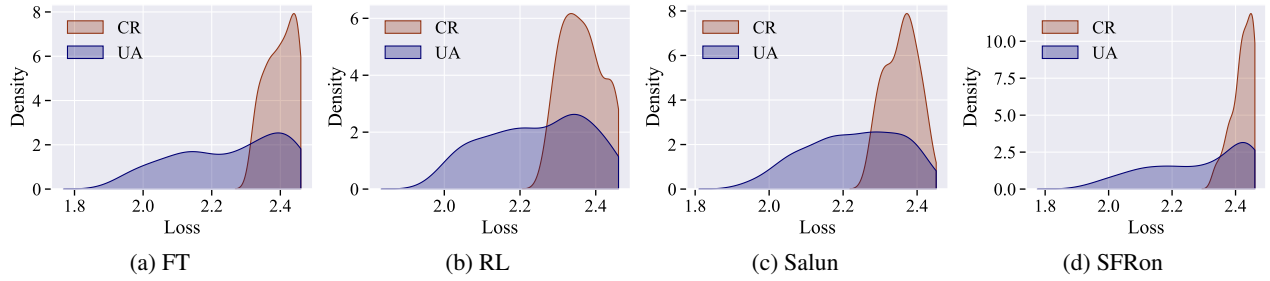 8
6
4
2
0
Density
CR
UA
1.8 2.0 2.2 2.4
Loss
(a) FT
6
4
2
0
Density
CR
UA
2.0 2.2 2.4
Loss
(b) RL
8
6
4
2
0
Density
CR
UA
2.0 2.2 2.4
Loss
(c) Salun
10.0
7.5
5.0
2.5
0.0
Density
CR
UA
1.8 2.0 2.2 2.4
Loss
(d) SFRon